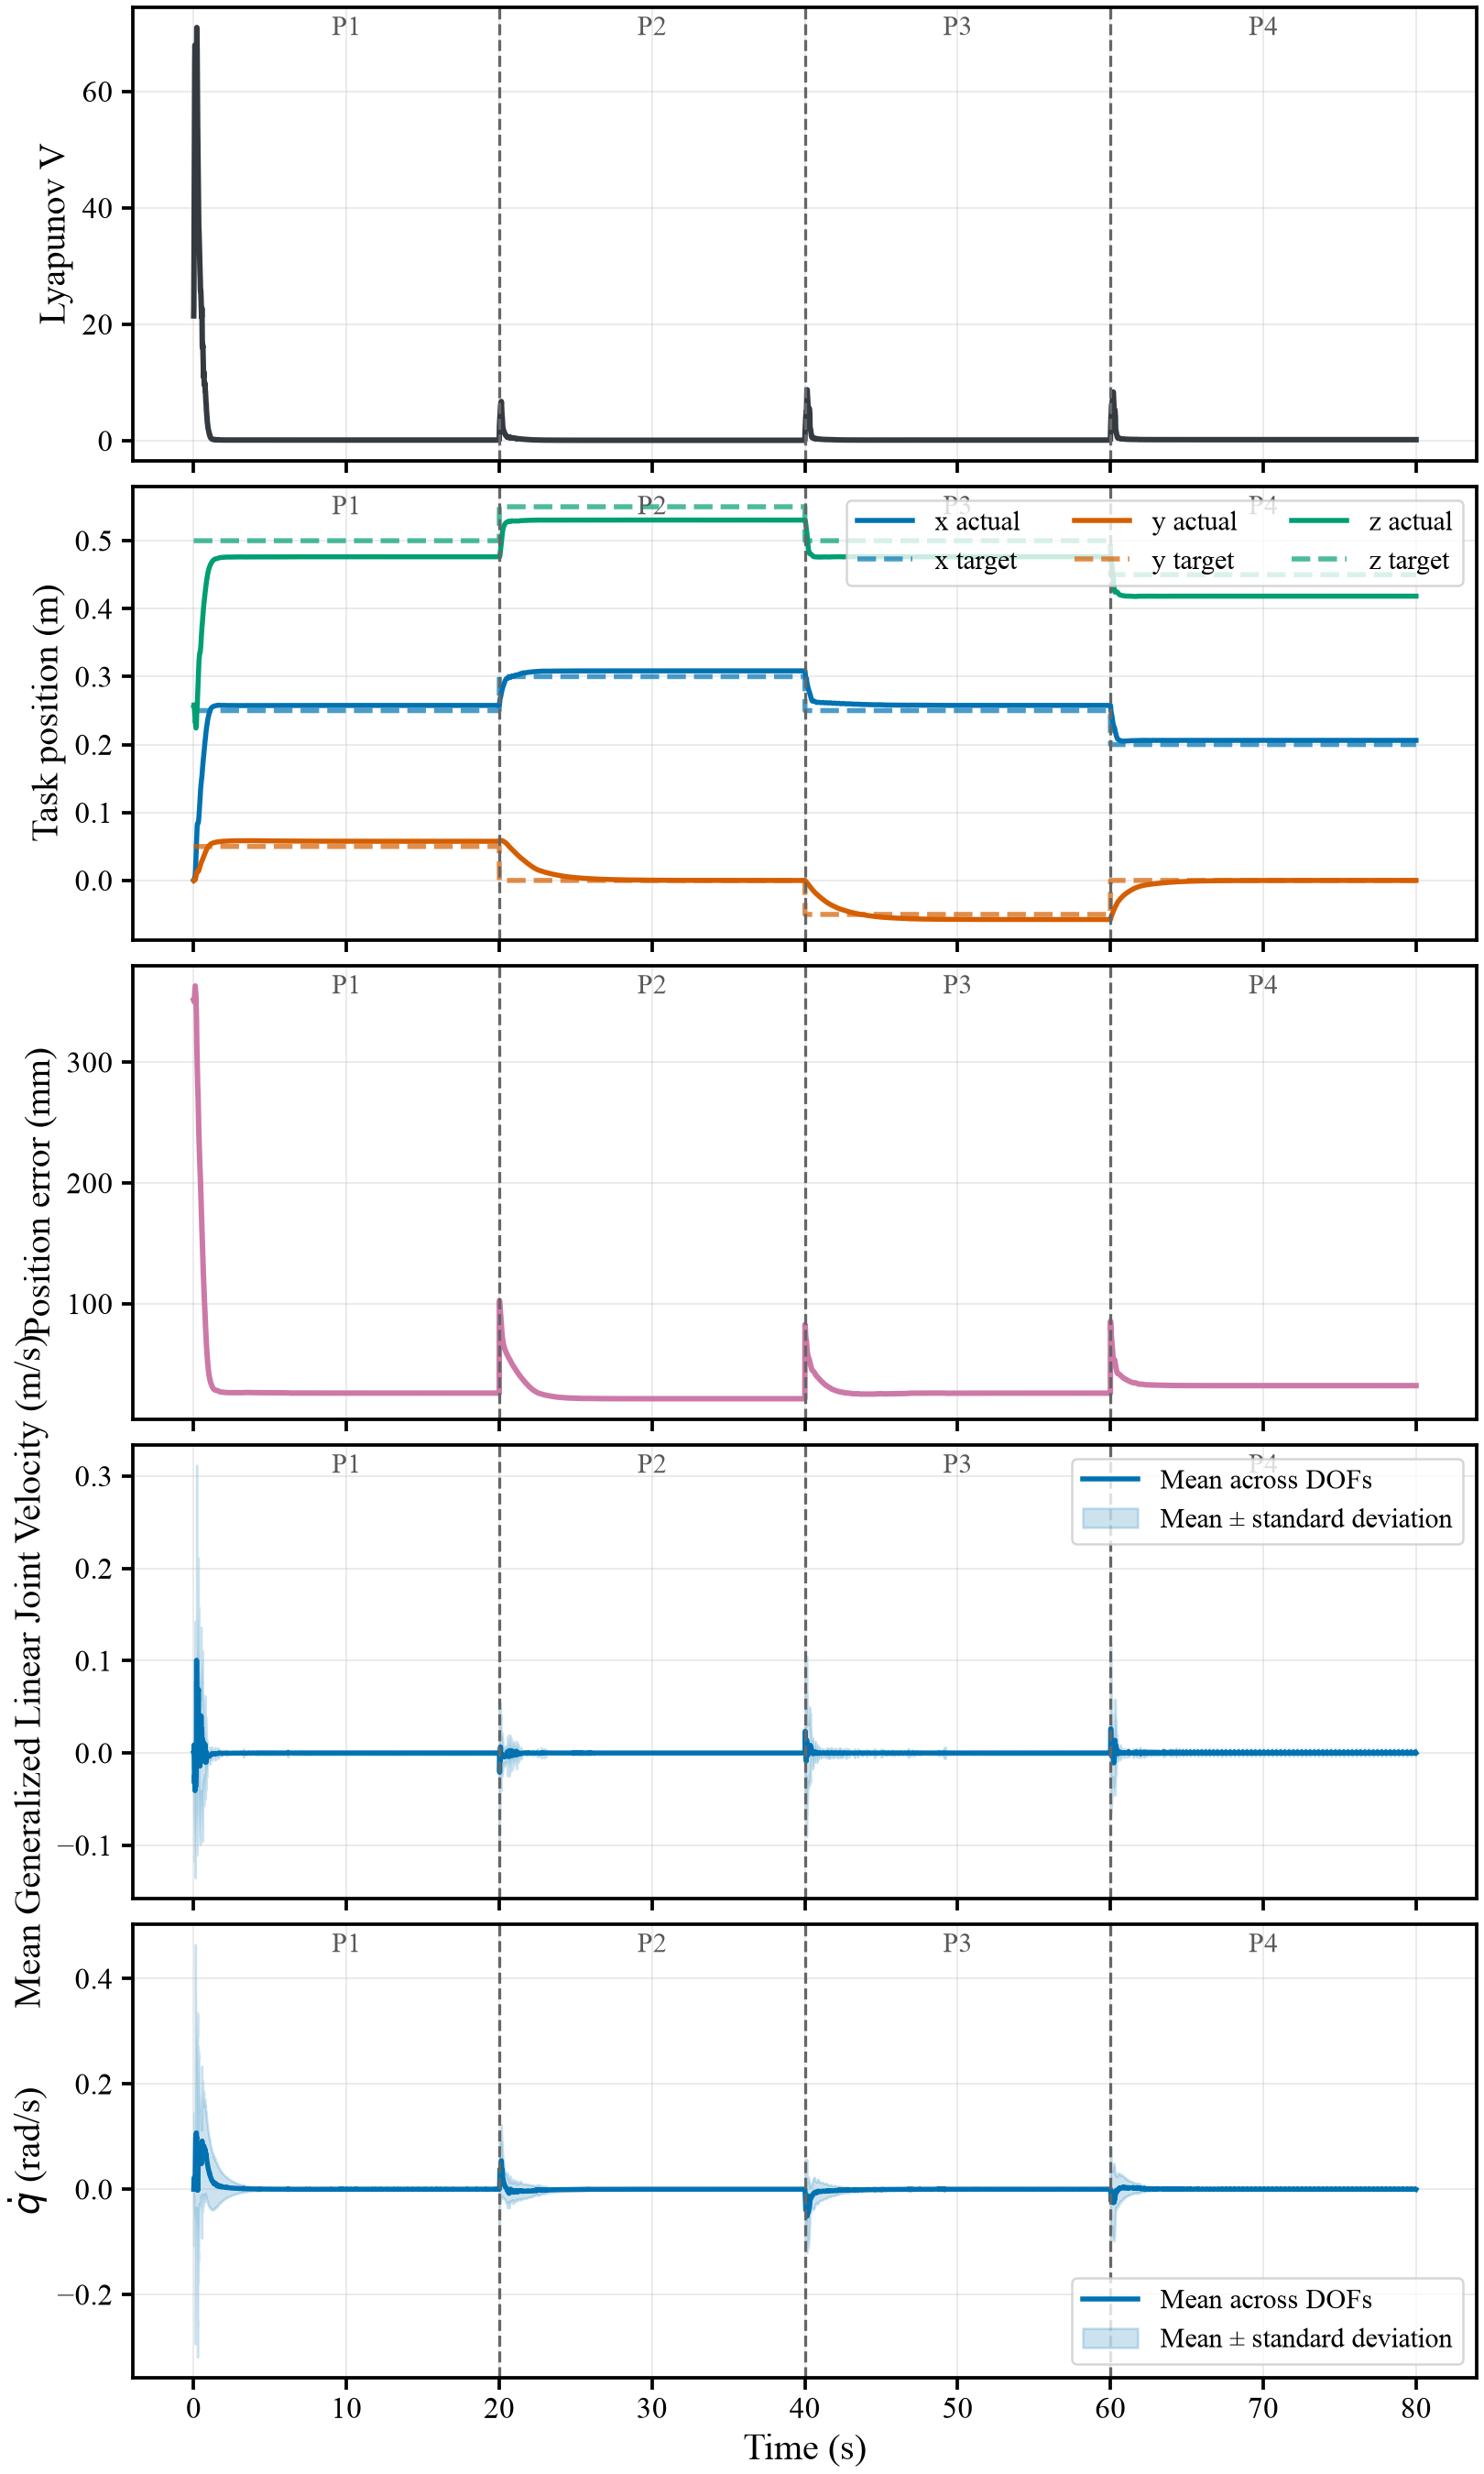 P1 P2 P3 P4
60
40
20
0
Lyapunov V
P1 P2 P3 P4
x actual y actual z actual
x target y target z target
0.5
0.4
0.3
0.2
0.1
0.0
Task position (m)
P1 P2 P3 P4
300
200
100
Position error (mm)
P1 P2 P3 P4
Mean across DOFs
Mean ± standard deviation
0.3
0.2
0.1
0.0
−0.1
Mean Generalized Linear Joint Velocity (m/s)
P1 P2 P3 P4
0.4
0.2
0.0
−0.2
q̇ (rad/s)
Mean across DOFs
Mean ± standard deviation
0 10 20 30 40 50 60 70 80
Time (s)